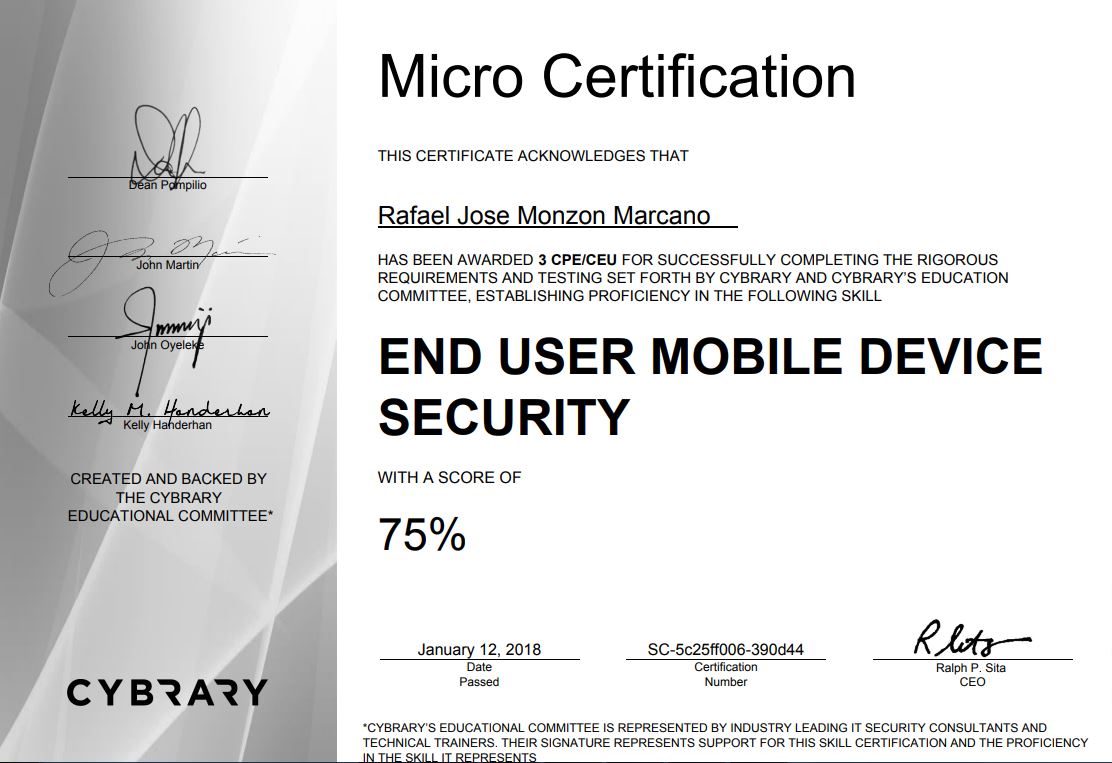 Micro Certification
THIS CERTIFICATE ACKNOWLEDGES THAT
Rafael Jose Monzon Marcano
HAS BEEN AWARDED 3 CPE/CEU FOR SUCCESSFULLY COMPLETING THE RIGOROUS
REQUIREMENTS AND TESTING SET FORTH BY CYBRARY AND CYBRARY'S EDUCATION
COMMITTEE, ESTABLISHING PROFICIENCY IN THE FOLLOWING SKILL
END USER MOBILE DEVICE
SECURITY
WITH A SCORE OF
75%
January 12, 2018
Date
Passed
SC-5c25ff006-390d44
Certification
Number
Ralph P. Sita
CEO
*CYBRARY'S EDUCATIONAL COMMITTEE IS REPRESENTED BY INDUSTRY LEADING IT SECURITY CONSULTANTS AND
TECHNICAL TRAINERS. THEIR SIGNATURE REPRESENTS SUPPORT FOR THIS SKILL CERTIFICATION AND THE PROFICIENCY
IN THE SKILL IT REPRESENTS
Dean Pompilio
John Martin
John Oyeleke
Kelly M. Handerhan
Kelly Handerhan
CREATED AND BACKED BY
THE CYBRARY
EDUCATIONAL COMMITTEE*
CYBRARY